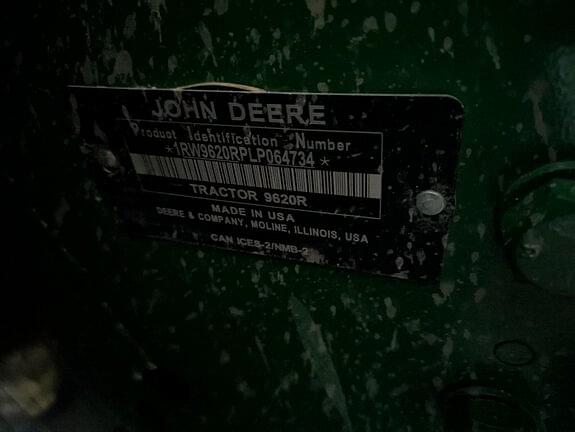 JOHN DEERE
Product Identification Number
*1RW9620RPLP064734*
TRACTOR 9620R
MADE IN USA
DEERE & COMPANY, MOLINE, ILLINOIS, USA
CAN ICES-2/NMB-2